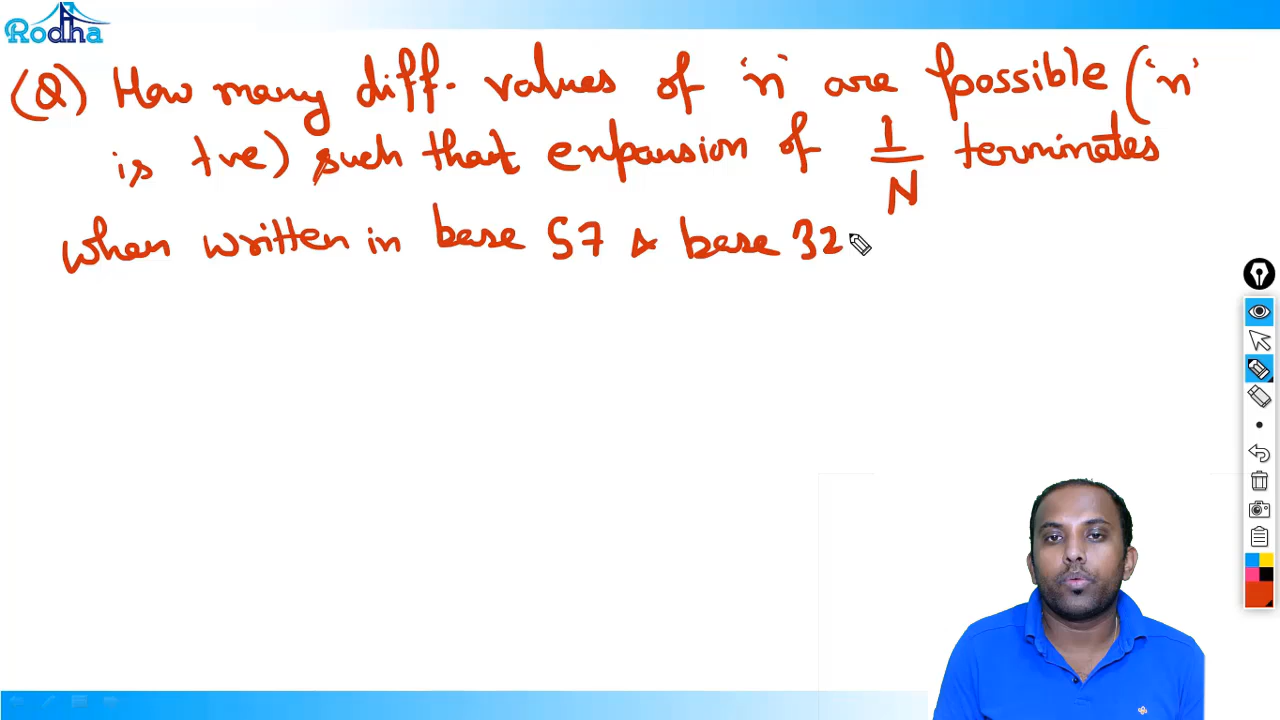 Rodha
(Q) How many diff. values of 'n' are possible ('n'
is +ve) such that expansion of 1/N terminates
when written in base 57 & base 32